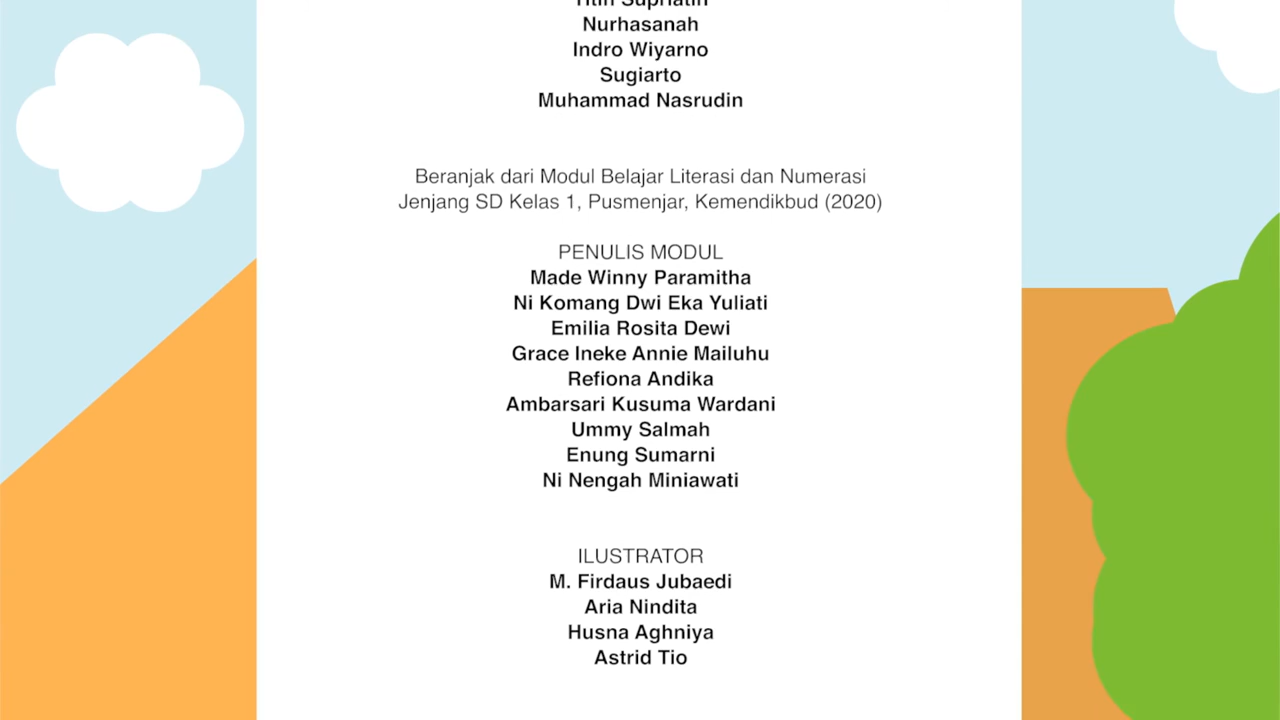 Titin Supriatin
Nurhasanah
Indro Wiyarno
Sugiarto
Muhammad Nasrudin
Beranjak dari Modul Belajar Literasi dan Numerasi
Jenjang SD Kelas 1, Pusmenjar, Kemendikbud (2020)
PENULIS MODUL
Made Winny Paramitha
Ni Komang Dwi Eka Yuliati
Emilia Rosita Dewi
Grace Ineke Annie Mailuhu
Refiona Andika
Ambarsari Kusuma Wardani
Ummy Salmah
Enung Sumarni
Ni Nengah Miniawati
ILUSTRATOR
M. Firdaus Jubaedi
Aria Nindita
Husna Aghniya
Astrid Tio